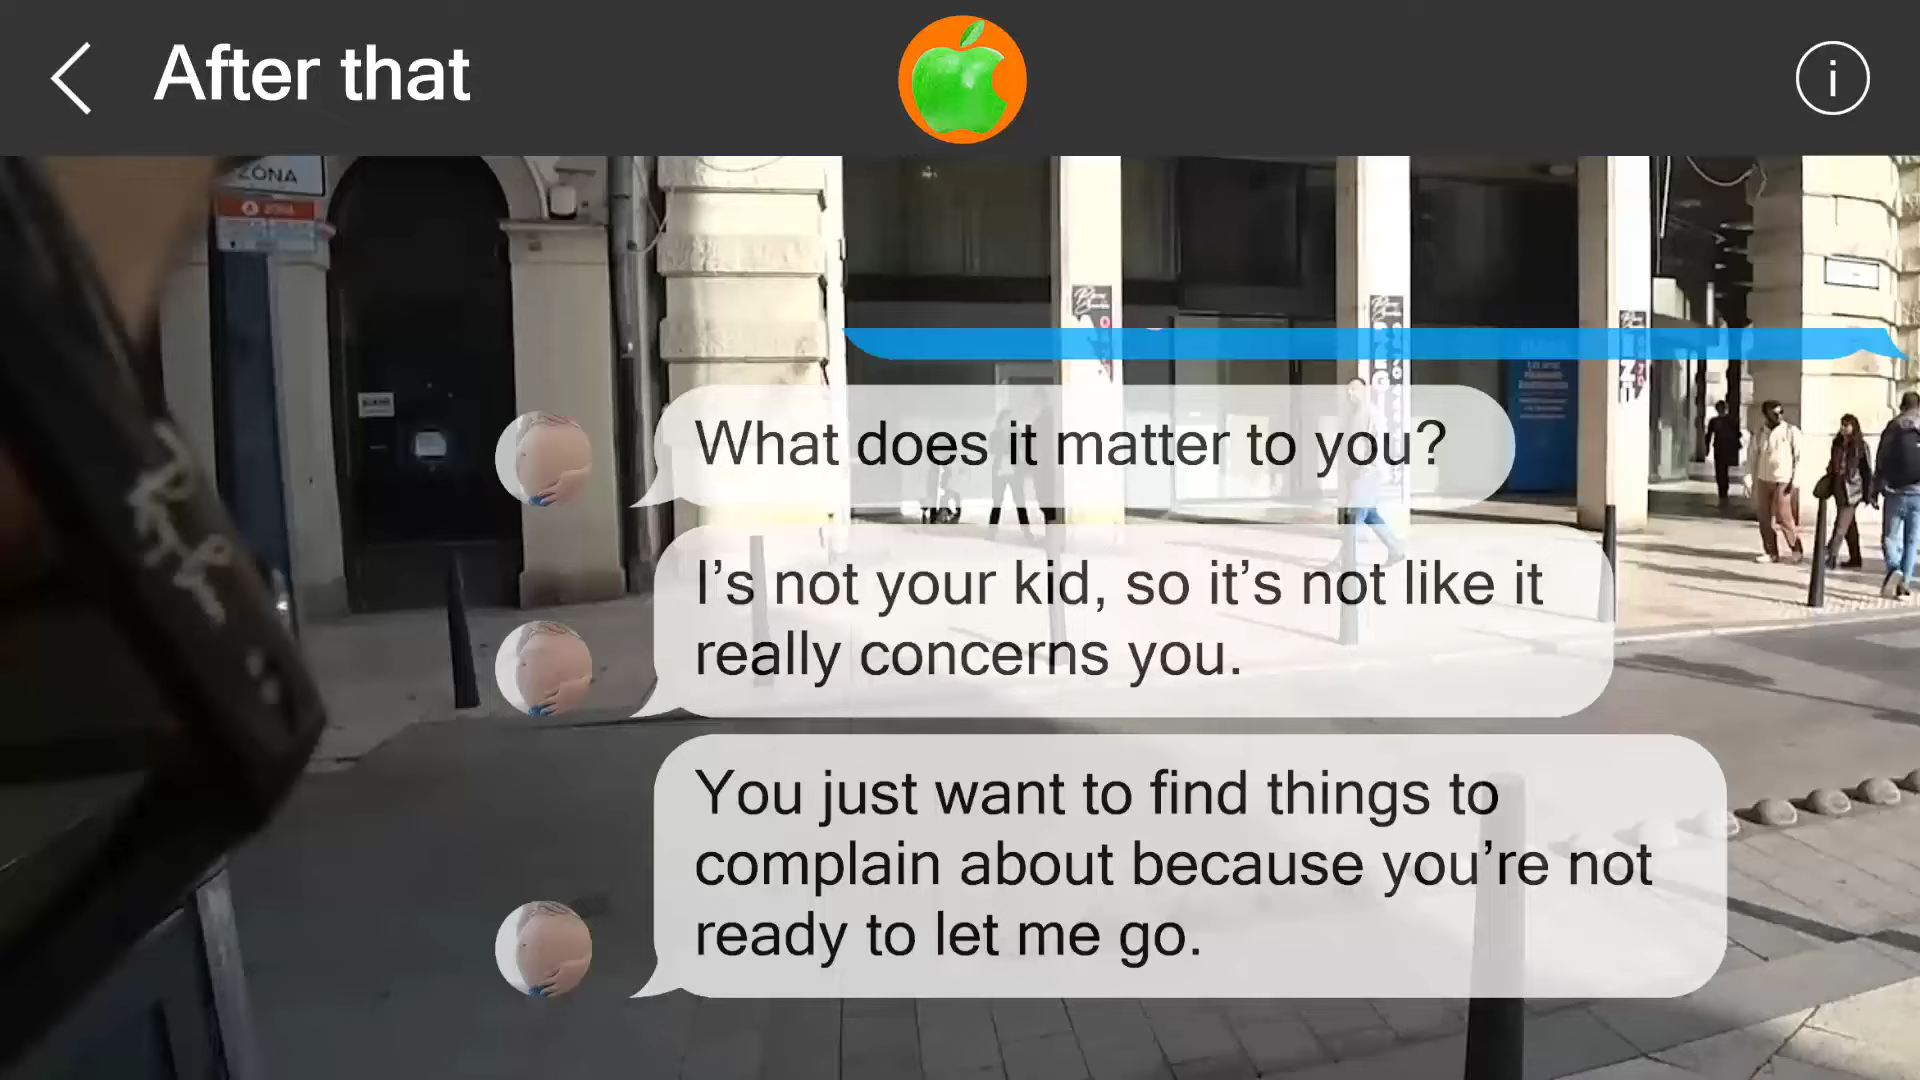 After that
i
ZÓNA
What does it matter to you?
I’s not your kid, so it’s not like it
really concerns you.
You just want to find things to
complain about because you’re not
ready to let me go.